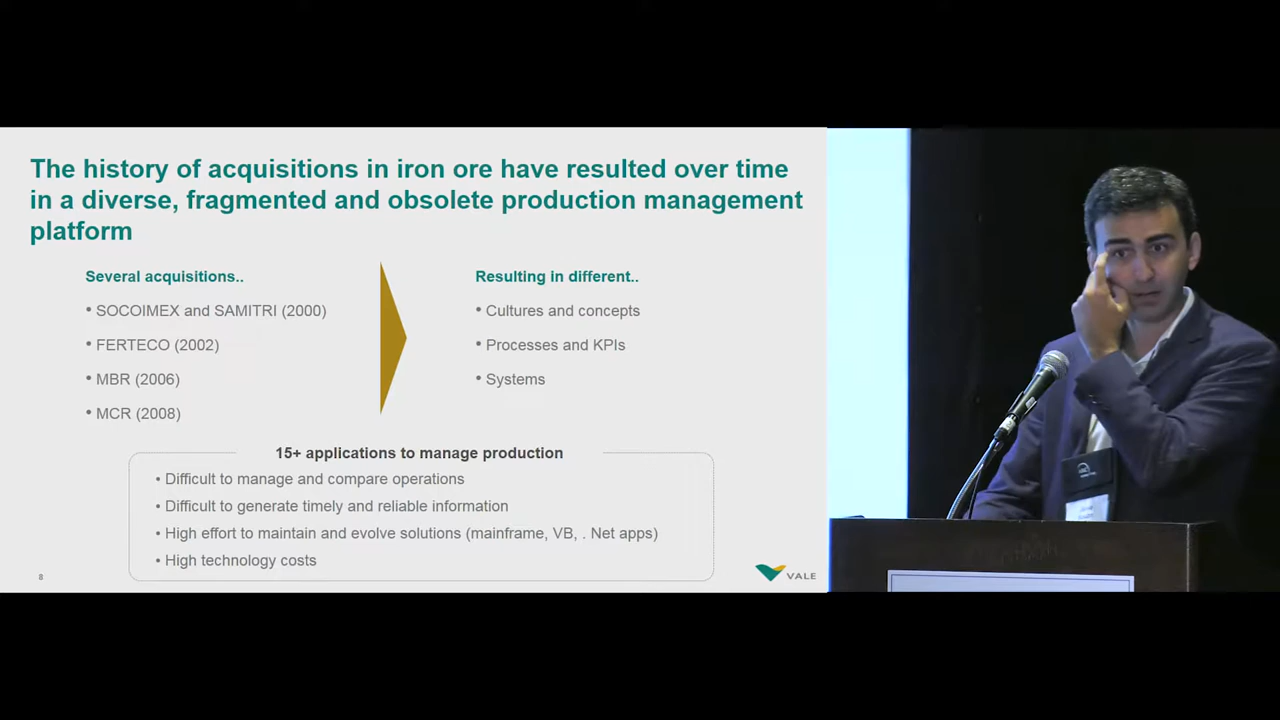 The history of acquisitions in iron ore have resulted over time
in a diverse, fragmented and obsolete production management
platform
Several acquisitions..
• SOCOIMEX and SAMITRI (2000)
• FERTECO (2002)
• MBR (2006)
• MCR (2008)
Resulting in different..
• Cultures and concepts
• Processes and KPIs
• Systems
15+ applications to manage production
• Difficult to manage and compare operations
• Difficult to generate timely and reliable information
• High effort to maintain and evolve solutions (mainframe, VB, . Net apps)
• High technology costs
8
VALE